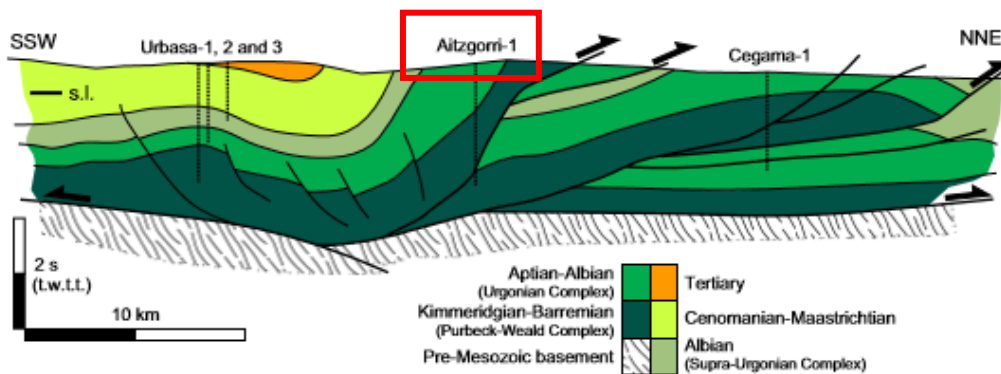 SSW
Urbasa-1, 2 and 3
Aitzgorri-1
Cegama-1
NNE
s.l.
2 s
(t.w.t.t.)
10 km
Aptian-Albian
(Urgonian Complex)
Kimmeridgian-Barremian
(Purbeck-Weald Complex)
Pre-Mesozoic basement
Tertiary
Cenomanian-Maastrichtian
Albian
(Supra-Urgonian Complex)